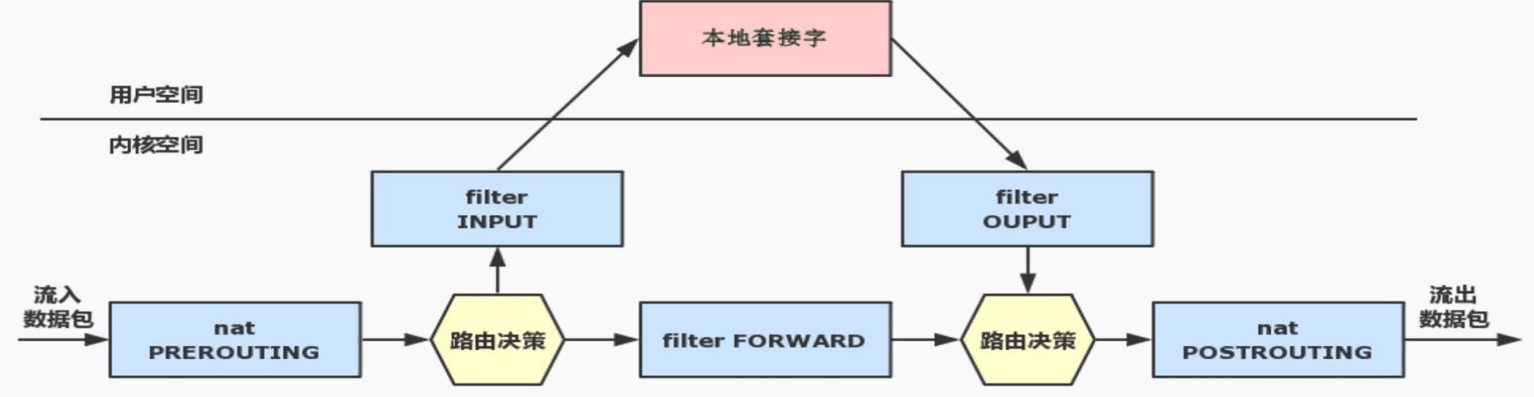 本地套接字
用户空间
内核空间
filter
INPUT
filter
OUPUT
流入
数据包
nat
PREROUTING
路由决策
filter FORWARD
路由决策
nat
POSTROUTING
流出
数据包